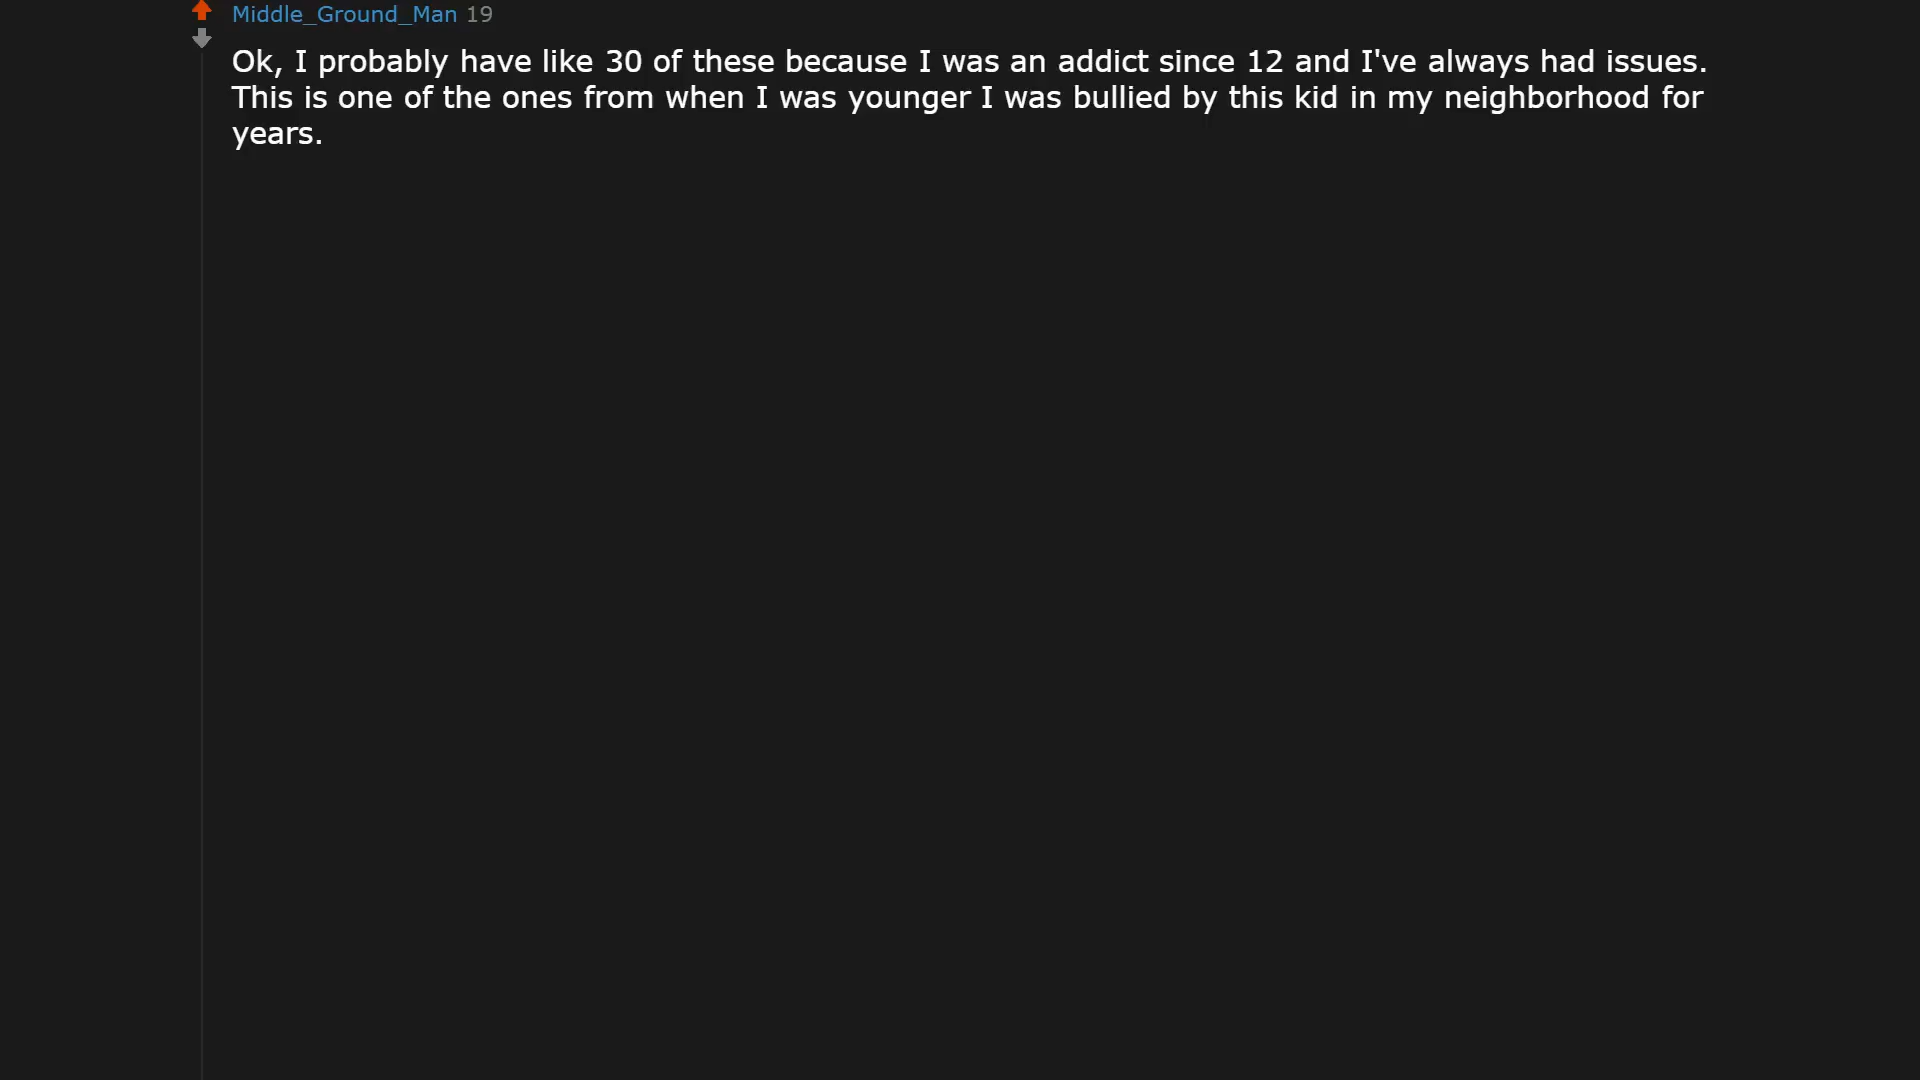 Middle_Ground_Man 19
Ok, I probably have like 30 of these because I was an addict since 12 and I've always had issues.
This is one of the ones from when I was younger I was bullied by this kid in my neighborhood for
years.